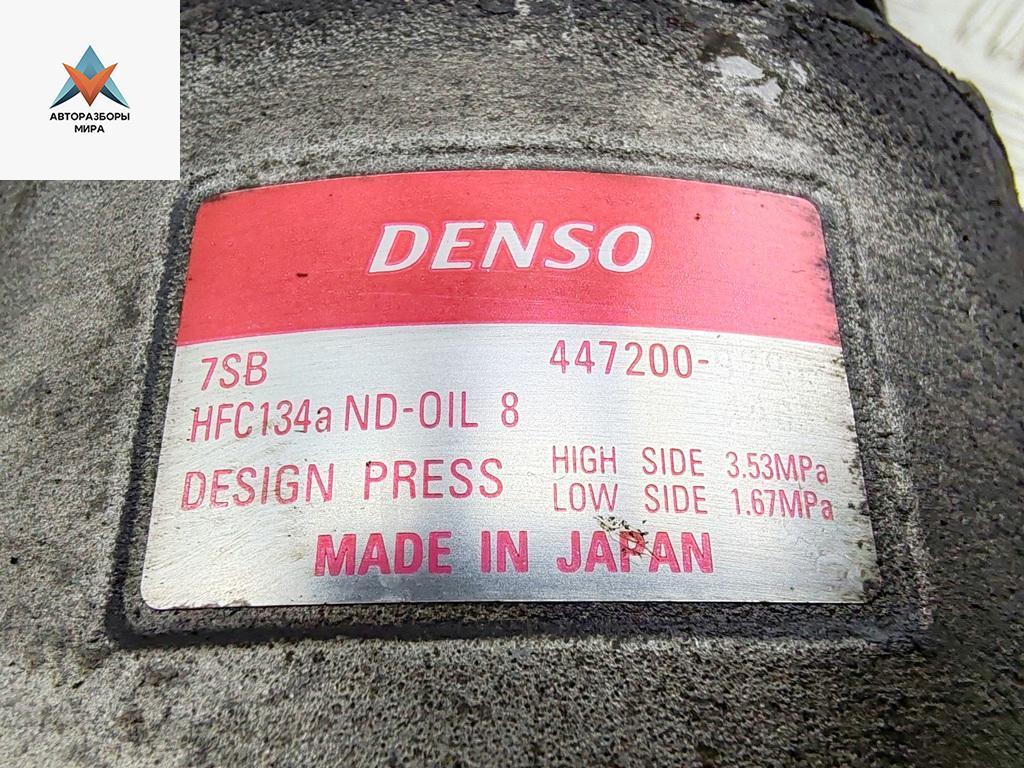 АВТОРАЗБОРЫ
МИРА
DENSO
7SB 447200-
HFC134a ND-OIL 8
DESIGN PRESS HIGH SIDE 3.53MPa
LOW SIDE 1.67MPa
MADE IN JAPAN